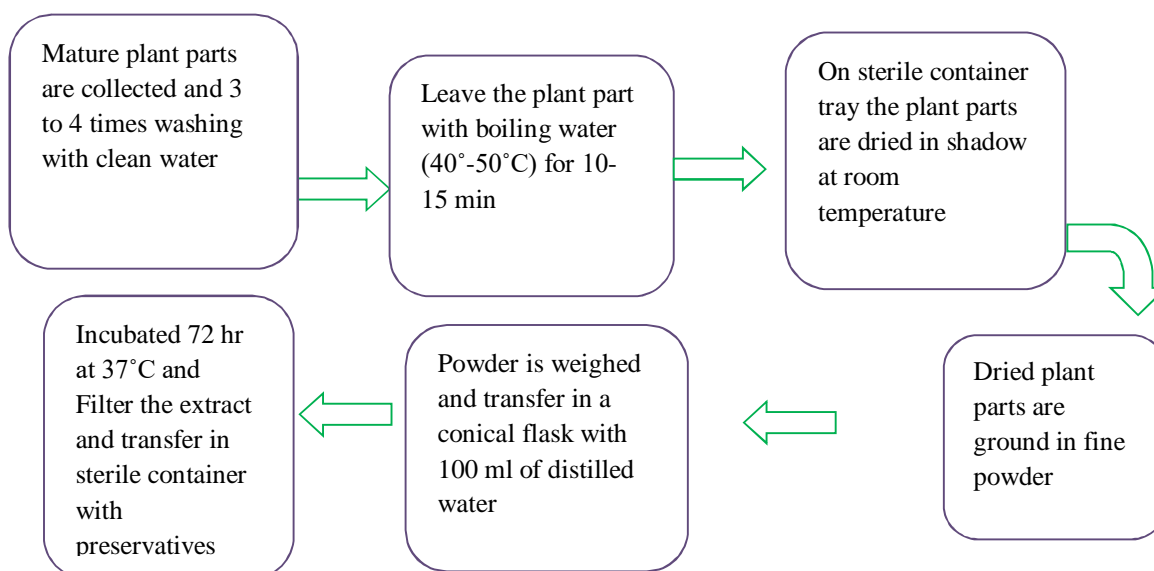 Mature plant parts
are collected and 3
to 4 times washing
with clean water
Leave the plant part
with boiling water
(40˚-50˚C) for 10-
15 min
On sterile container
tray the plant parts
are dried in shadow
at room
temperature
Dried plant
parts are
ground in fine
powder
Powder is weighed
and transfer in a
conical flask with
100 ml of distilled
water
Incubated 72 hr
at 37˚C and
Filter the extract
and transfer in
sterile container
with
preservatives